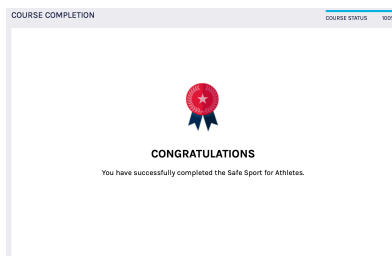 COURSE COMPLETION
COURSE STATUS 100%
CONGRATULATIONS
You have successfully completed the Safe Sport for Athletes.